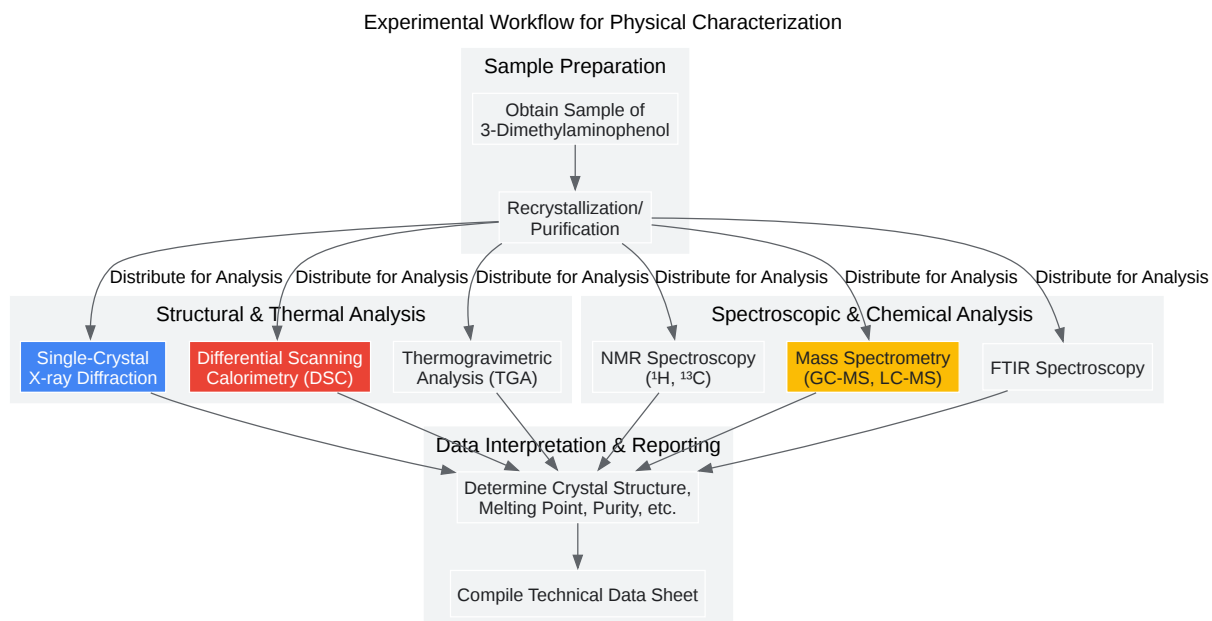 Experimental Workflow for Physical Characterization
Sample Preparation
Obtain Sample of
3-Dimethylaminophenol
Recrystallization/
Purification
Distribute for Analysis
Distribute for Analysis
Distribute for Analysis
Distribute for Analysis
Distribute for Analysis
Distribute for Analysis
Structural & Thermal Analysis
Single-Crystal
X-ray Diffraction
Differential Scanning
Calorimetry (DSC)
Thermogravimetric
Analysis (TGA)
Spectroscopic & Chemical Analysis
NMR Spectroscopy
(¹H, ¹³C)
Mass Spectrometry
(GC-MS, LC-MS)
FTIR Spectroscopy
Data Interpretation & Reporting
Determine Crystal Structure,
Melting Point, Purity, etc.
Compile Technical Data Sheet